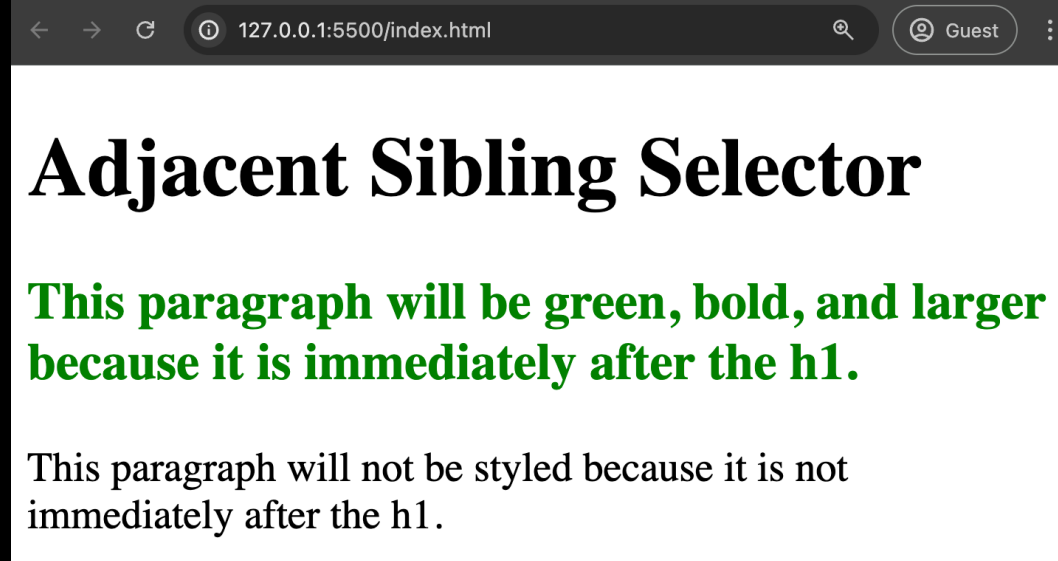 127.0.0.1:5500/index.html
Guest
Adjacent Sibling Selector
This paragraph will be green, bold, and larger
because it is immediately after the h1.
This paragraph will not be styled because it is not
immediately after the h1.